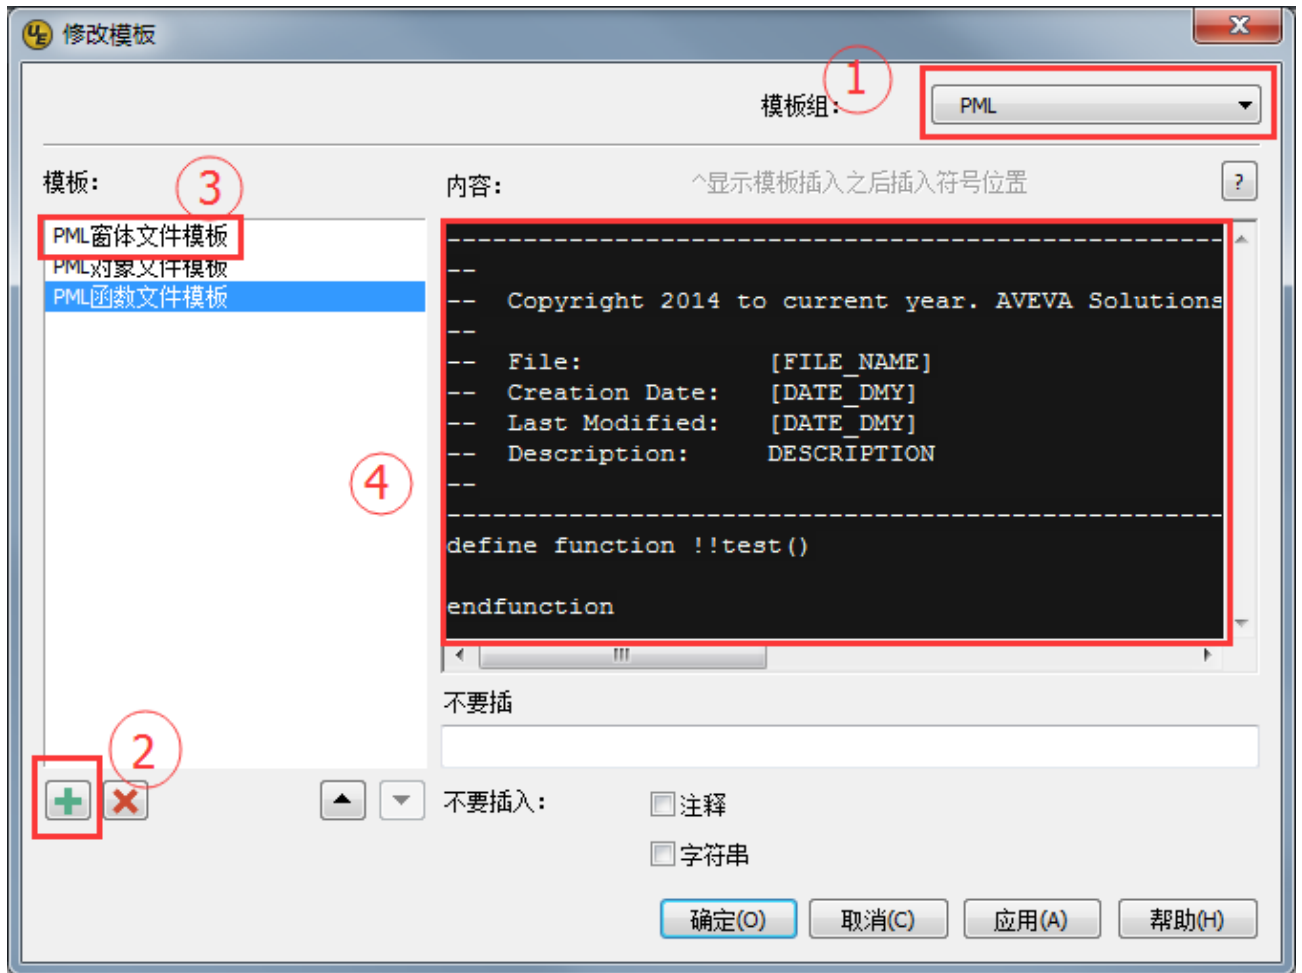 修改模板
①
模板组:
PML
模板:
③
内容:
^显示模板插入之后插入符号位置
?
PML窗体文件模板
PML对象文件模板
PML函数文件模板
--------------------------------------------------
--
-- Copyright 2014 to current year. AVEVA Solutions
--
-- File: [FILE_NAME]
-- Creation Date: [DATE_DMY]
-- Last Modified: [DATE_DMY]
-- Description: DESCRIPTION
--
--------------------------------------------------
define function !!test()
endfunction
④
不要插
②
不要插入:
注释
字符串
确定(O)
取消(C)
应用(A)
帮助(H)